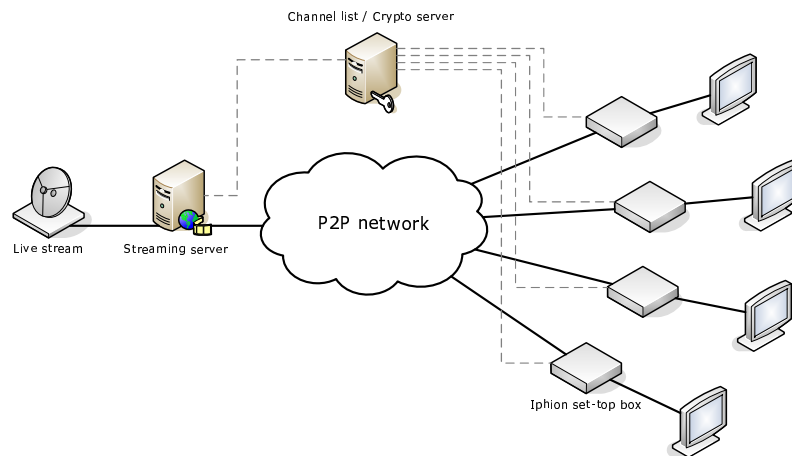 Channel list / Crypto server
P2P network
Live stream
Streaming server
Iphion set-top box